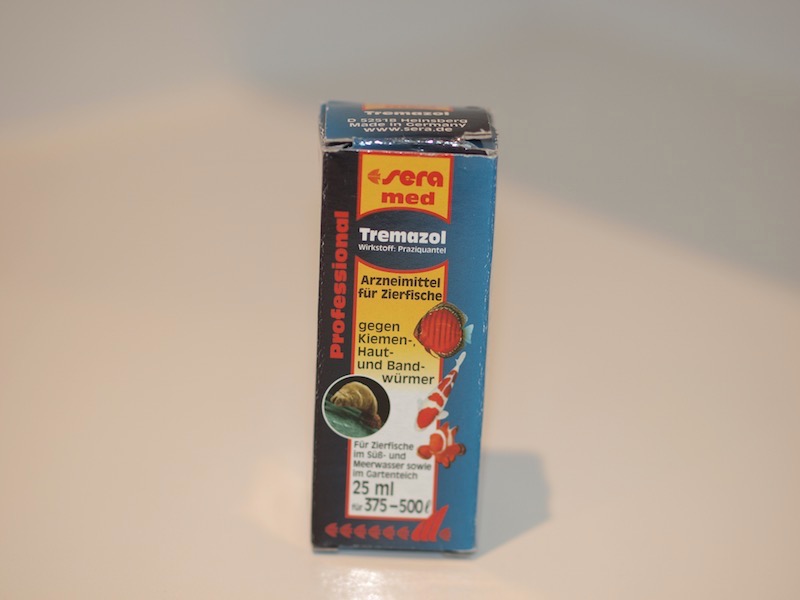 Tremazol
D 52518 Heinsberg
Made in Germany
www.sera.de
sera
med
Professional
Tremazol
Wirkstoff: Praziquantel
Arzneimittel
für Zierfische
gegen
Kiemen-,
Haut-
und Band-
würmer
Für Zierfische
im Süß- und
Meerwasser sowie
im Gartenteich
25 ml
für 375–500 ℓ